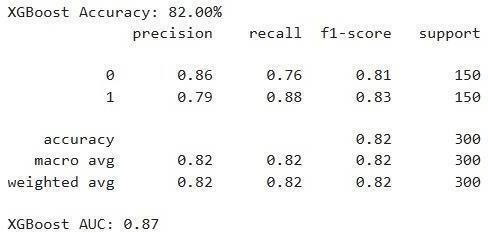 XGBoost Accuracy: 82.00%
precision recall f1-score support
0 0.86 0.76 0.81 150
1 0.79 0.88 0.83 150
accuracy 0.82 300
macro avg 0.82 0.82 0.82 300
weighted avg 0.82 0.82 0.82 300
XGBoost AUC: 0.87